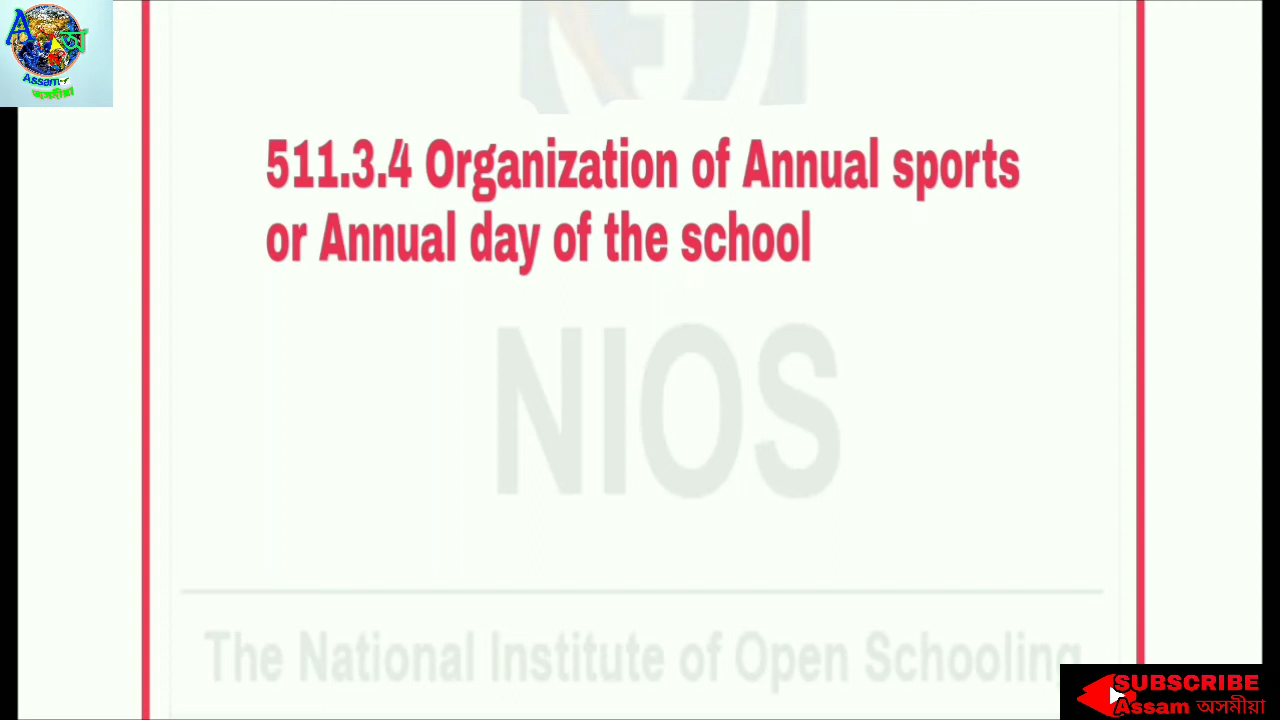 A অ
Assam
অসমীয়া
511.3.4 Organization of Annual sports
or Annual day of the school
NIOS
The National Institute of Open Schooling
SUBSCRIBE
Assam অসমীয়া